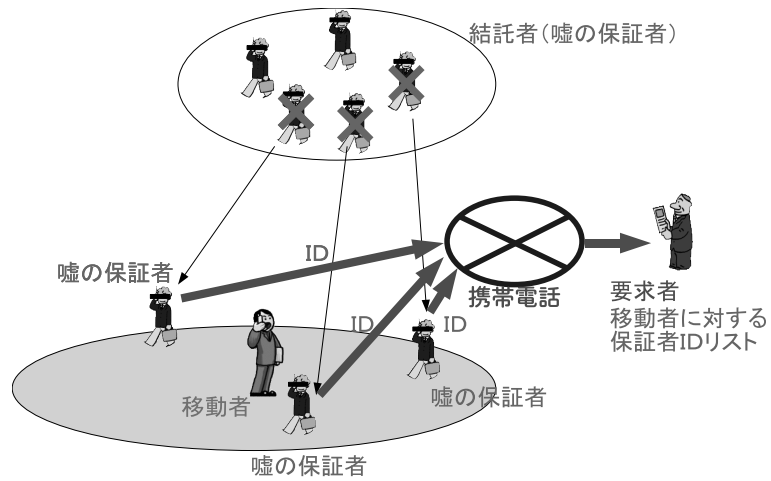 結託者（嘘の保証者）
ID
嘘の保証者
携帯電話
要求者
移動者に対する
保証者IDリスト
ID
ID
移動者
嘘の保証者
嘘の保証者